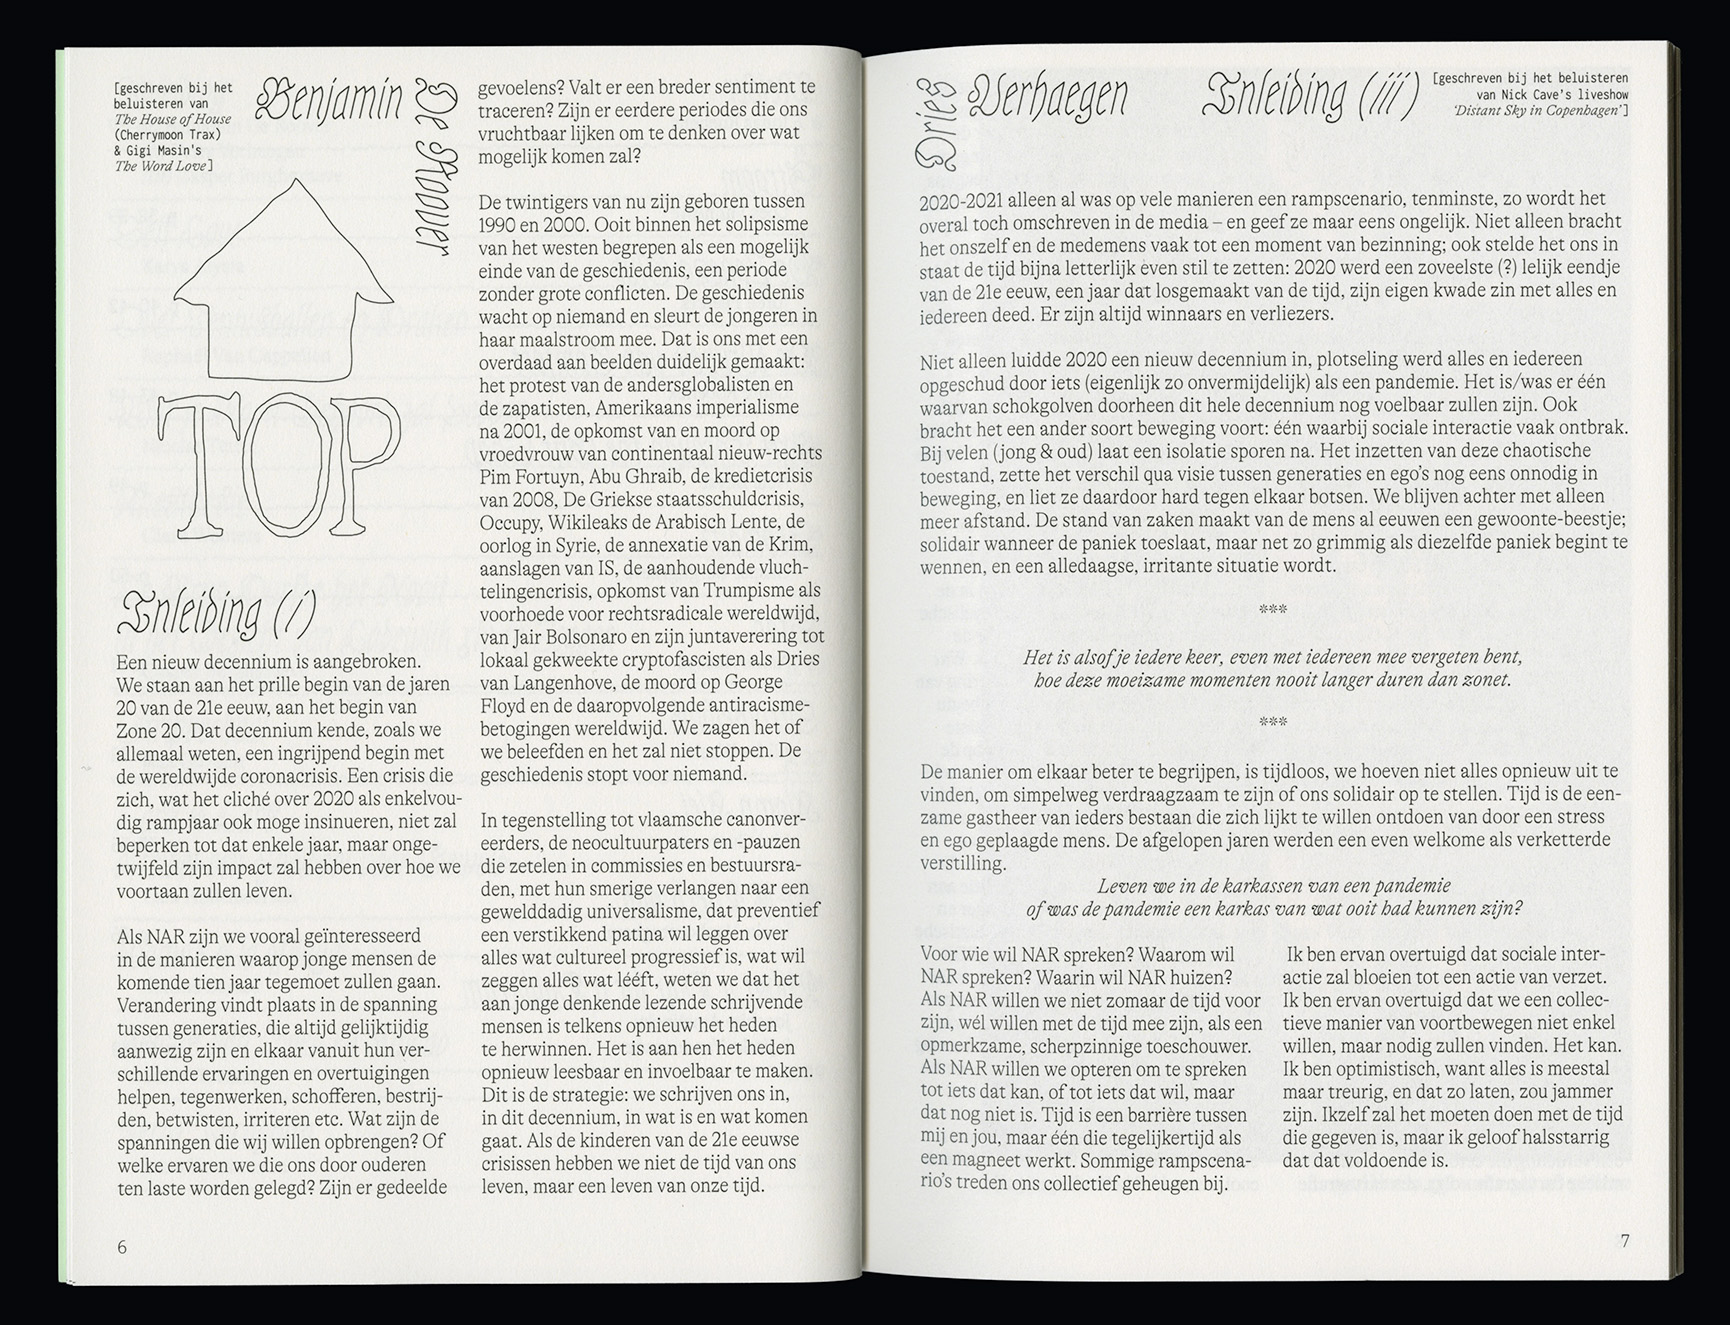 [geschreven bij het
beluisteren van
The House of House
(Cherrymoon Trax)
& Gigi Masin's
The Word Love]
Benjamin
De Roover
TOP
Inleiding (i)
Een nieuw decennium is aangebroken.
We staan aan het prille begin van de jaren
20 van de 21e eeuw, aan het begin van
Zone 20. Dat decennium kende, zoals we
allemaal weten, een ingrijpend begin met
de wereldwijde coronacrisis. Een crisis die
zich, wat het cliché over 2020 als enkelvou-
dig rampjaar ook moge insinueren, niet zal
beperken tot dat enkele jaar, maar onge-
twijfeld zijn impact zal hebben over hoe we
voortaan zullen leven.
Als NAR zijn we vooral geïnteresseerd
in de manieren waarop jonge mensen de
komende tien jaar tegemoet zullen gaan.
Verandering vindt plaats in de spanning
tussen generaties, die altijd gelijktijdig
aanwezig zijn en elkaar vanuit hun ver-
schillende ervaringen en overtuigingen
helpen, tegenwerken, schofferen, bestrij-
den, betwisten, irriteren etc. Wat zijn de
spanningen die wij willen opbrengen? Of
welke ervaren we die ons door ouderen
ten laste worden gelegd? Zijn er gedeelde
gevoelens? Valt er een breder sentiment te
traceren? Zijn er eerdere periodes die ons
vruchtbaar lijken om te denken over wat
mogelijk komen zal?
De twintigers van nu zijn geboren tussen
1990 en 2000. Ooit binnen het solipsisme
van het westen begrepen als een mogelijk
einde van de geschiedenis, een periode
zonder grote conflicten. De geschiedenis
wacht op niemand en sleurt de jongeren in
haar maalstroom mee. Dat is ons met een
overdaad aan beelden duidelijk gemaakt:
het protest van de andersglobalisten en
de zapatisten, Amerikaans imperialisme
na 2001, de opkomst van en moord op
vroedvrouw van continentaal nieuw-rechts
Pim Fortuyn, Abu Ghraib, de kredietcrisis
van 2008, De Griekse staatsschuldcrisis,
Occupy, Wikileaks de Arabisch Lente, de
oorlog in Syrie, de annexatie van de Krim,
aanslagen van IS, de aanhoudende vluch-
telingencrisis, opkomst van Trumpisme als
voorhoede voor rechtsradicale wereldwijd,
van Jair Bolsonaro en zijn juntaverering tot
lokaal gekweekte cryptofascisten als Dries
van Langenhove, de moord op George
Floyd en de daaropvolgende antiracisme-
betogingen wereldwijd. We zagen het of
we beleefden en het zal niet stoppen. De
geschiedenis stopt voor niemand.
In tegenstelling tot vlaamsche canonver-
eerders, de neocultuurpaters en -pauzen
die zetelen in commissies en bestuursra-
den, met hun smerige verlangen naar een
gewelddadig universalisme, dat preventief
een verstikkend patina wil leggen over
alles wat cultureel progressief is, wat wil
zeggen alles wat lééft, weten we dat het
aan jonge denkende lezende schrijvende
mensen is telkens opnieuw het heden
te herwinnen. Het is aan hen het heden
opnieuw leesbaar en invoelbaar te maken.
Dit is de strategie: we schrijven ons in,
in dit decennium, in wat is en wat komen
gaat. Als de kinderen van de 21e eeuwse
crisissen hebben we niet de tijd van ons
leven, maar een leven van onze tijd.
6
Dries
Verhaegen
Inleiding (iii)
[geschreven bij het beluisteren
van Nick Cave's liveshow
‘Distant Sky in Copenhagen’]
2020-2021 alleen al was op vele manieren een rampscenario, tenminste, zo wordt het
overal toch omschreven in de media – en geef ze maar eens ongelijk. Niet alleen bracht
het onszelf en de medemens vaak tot een moment van bezinning; ook stelde het ons in
staat de tijd bijna letterlijk even stil te zetten: 2020 werd een zoveelste (?) lelijk eendje
van de 21e eeuw, een jaar dat losgemaakt van de tijd, zijn eigen kwade zin met alles en
iedereen deed. Er zijn altijd winnaars en verliezers.
Niet alleen luidde 2020 een nieuw decennium in, plotseling werd alles en iedereen
opgeschud door iets (eigenlijk zo onvermijdelijk) als een pandemie. Het is/was er één
waarvan schokgolven doorheen dit hele decennium nog voelbaar zullen zijn. Ook
bracht het een ander soort beweging voort: één waarbij sociale interactie vaak ontbrak.
Bij velen (jong & oud) laat een isolatie sporen na. Het inzetten van deze chaotische
toestand, zette het verschil qua visie tussen generaties en ego’s nog eens onnodig in
beweging, en liet ze daardoor hard tegen elkaar botsen. We blijven achter met alleen
meer afstand. De stand van zaken maakt van de mens al eeuwen een gewoonte-beestje;
solidair wanneer de paniek toeslaat, maar net zo grimmig als diezelfde paniek begint te
wennen, en een alledaagse, irritante situatie wordt.
***
Het is alsof je iedere keer, even met iedereen mee vergeten bent,
hoe deze moeizame momenten nooit langer duren dan zonet.
***
De manier om elkaar beter te begrijpen, is tijdloos, we hoeven niet alles opnieuw uit te
vinden, om simpelweg verdraagzaam te zijn of ons solidair op te stellen. Tijd is de een-
zame gastheer van ieders bestaan die zich lijkt te willen ontdoen van door een stress
en ego geplaagde mens. De afgelopen jaren werden een even welkome als verketterde
verstilling.
Leven we in de karkassen van een pandemie
of was de pandemie een karkas van wat ooit had kunnen zijn?
Voor wie wil NAR spreken? Waarom wil
NAR spreken? Waarin wil NAR huizen?
Als NAR willen we niet zomaar de tijd voor
zijn, wél willen met de tijd mee zijn, als een
opmerkzame, scherpzinnige toeschouwer.
Als NAR willen we opteren om te spreken
tot iets dat kan, of tot iets dat wil, maar
dat nog niet is. Tijd is een barrière tussen
mij en jou, maar één die tegelijkertijd als
een magneet werkt. Sommige rampscena-
rio’s treden ons collectief geheugen bij.
Ik ben ervan overtuigd dat sociale inter-
actie zal bloeien tot een actie van verzet.
Ik ben ervan overtuigd dat we een collec-
tieve manier van voortbewegen niet enkel
willen, maar nodig zullen vinden. Het kan.
Ik ben optimistisch, want alles is meestal
maar treurig, en dat zo laten, zou jammer
zijn. Ikzelf zal het moeten doen met de tijd
die gegeven is, maar ik geloof halsstarrig
dat dat voldoende is.
7